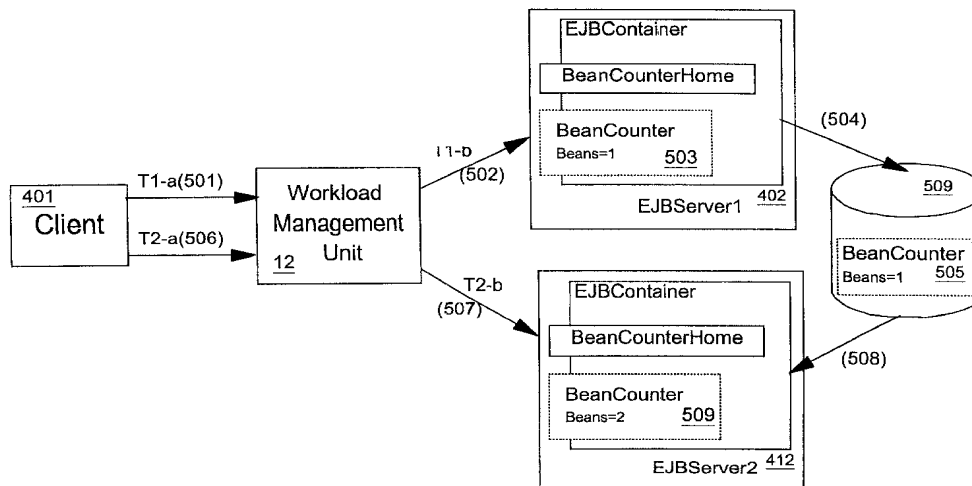 EJBContainer
BeanCounterHome
BeanCounter
Beans=1
503
402
EJBServer1
(504)
T1-b
(502)
401
Client
T1-a(501)
T2-a(506)
Workload
Management
Unit
12
T2-b
(507)
509
BeanCounter
Beans=1
505
(508)
EJBContainer
BeanCounterHome
BeanCounter
Beans=2
509
412
EJBServer2